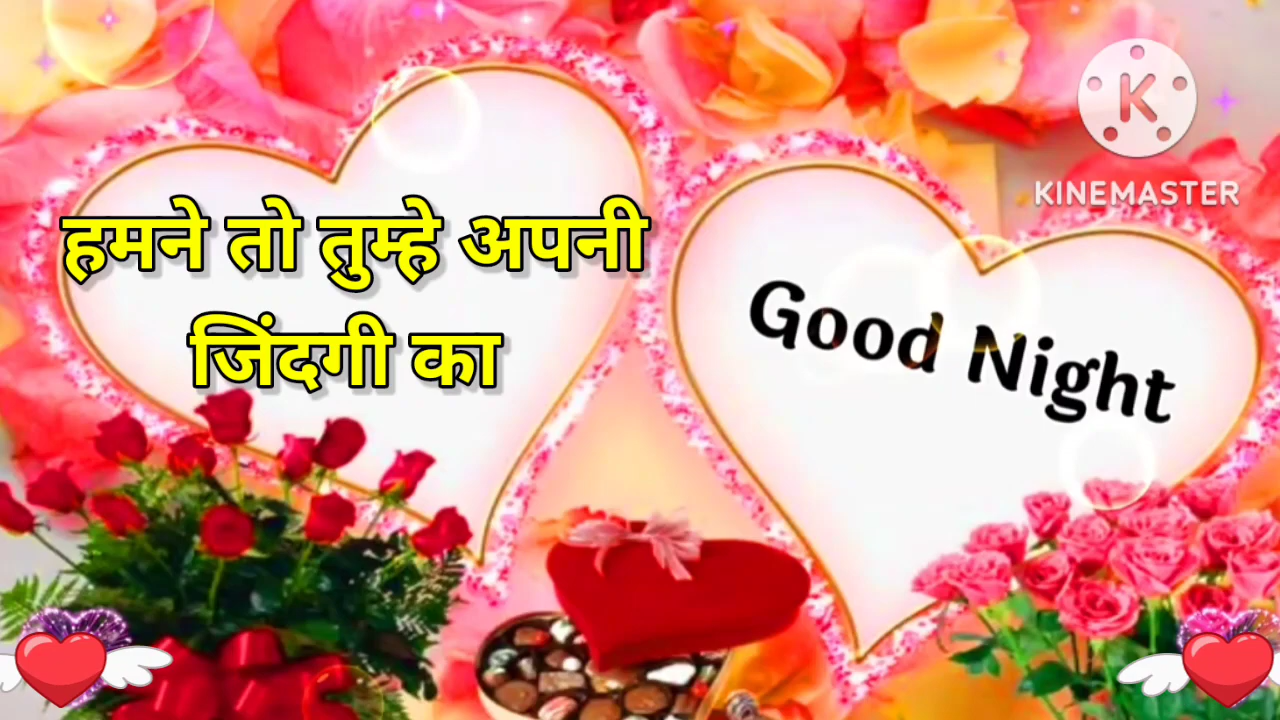 हमने तो तुम्हे अपनी
जिंदगी का
Good Night
K
KINEMASTER